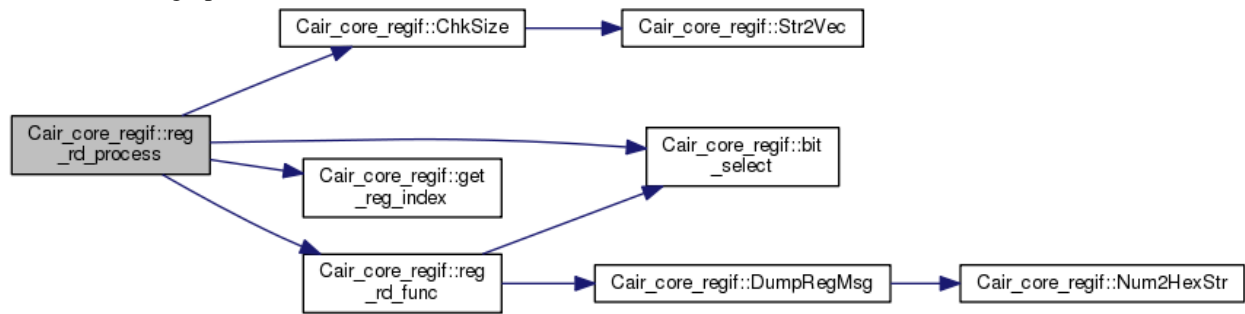 Cair_core_regif::ChkSize
Cair_core_regif::Str2Vec
Cair_core_regif::reg
_rd_process
Cair_core_regif::bit
_select
Cair_core_regif::get
_reg_index
Cair_core_regif::reg
_rd_func
Cair_core_regif::DumpRegMsg
Cair_core_regif::Num2HexStr